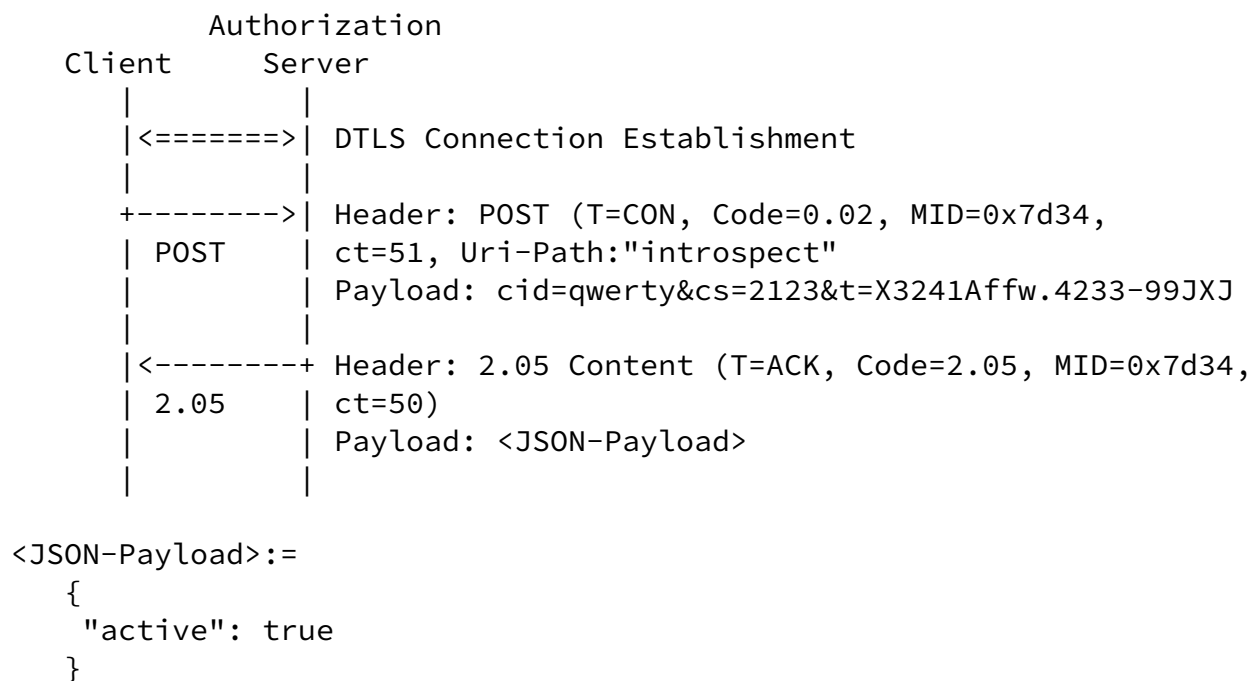 Authorization
   Client     Server
      |          |
      |<=======>| DTLS Connection Establishment
      |          |
      +-------->| Header: POST (T=CON, Code=0.02, MID=0x7d34,
      | POST     | ct=51, Uri-Path:"introspect"
      |          | Payload: cid=qwerty&cs=2123&t=X3241Affw.4233-99JXJ
      |          |
      |<--------+ Header: 2.05 Content (T=ACK, Code=2.05, MID=0x7d34,
      | 2.05     | ct=50)
      |          | Payload: <JSON-Payload>
      |          |
<JSON-Payload>:=
   {
    "active": true
   }